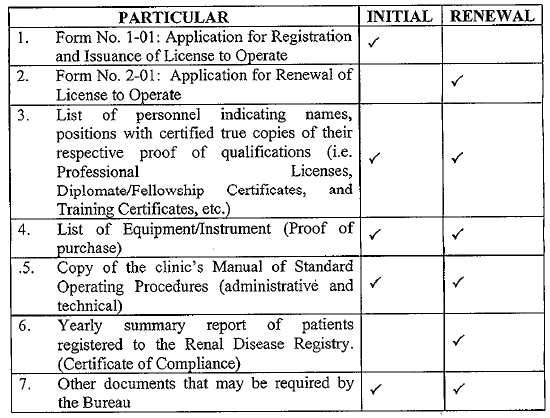 PARTICULAR INITIAL RENEWAL
1. Form No. 1-01: Application for Registration
and Issuance of License to Operate ✓
2. Form No. 2-01: Application for Renewal of
License to Operate ✓
3. List of personnel indicating names,
positions with certified true copies of their
respective proof of qualifications (i.e.
Professional Licenses, ✓ ✓
Diplomate/Fellowship Certificates, and
Training Certificates, etc.)
4. List of Equipment/Instrument (Proof of
purchase) ✓ ✓
.5. Copy of the clinic's Manual of Standard
Operating Procedures (administrative and ✓ ✓
technical)
6. Yearly summary report of patients
registered to the Renal Disease Registry. ✓
(Certificate of Compliance)
7. Other documents that may be required by
the Bureau ✓ ✓